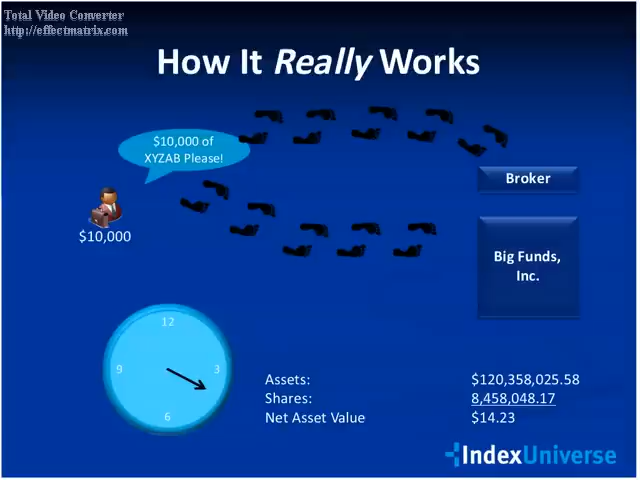 Total Video Converter
http://effectmatrix.com
How It Really Works
$10,000 of
XYZAB Please!
Broker
$10,000
Big Funds,
Inc.
12
9
3
6
Assets: $120,358,025.58
Shares: 8,458,048.17
Net Asset Value $14.23
IndexUniverse